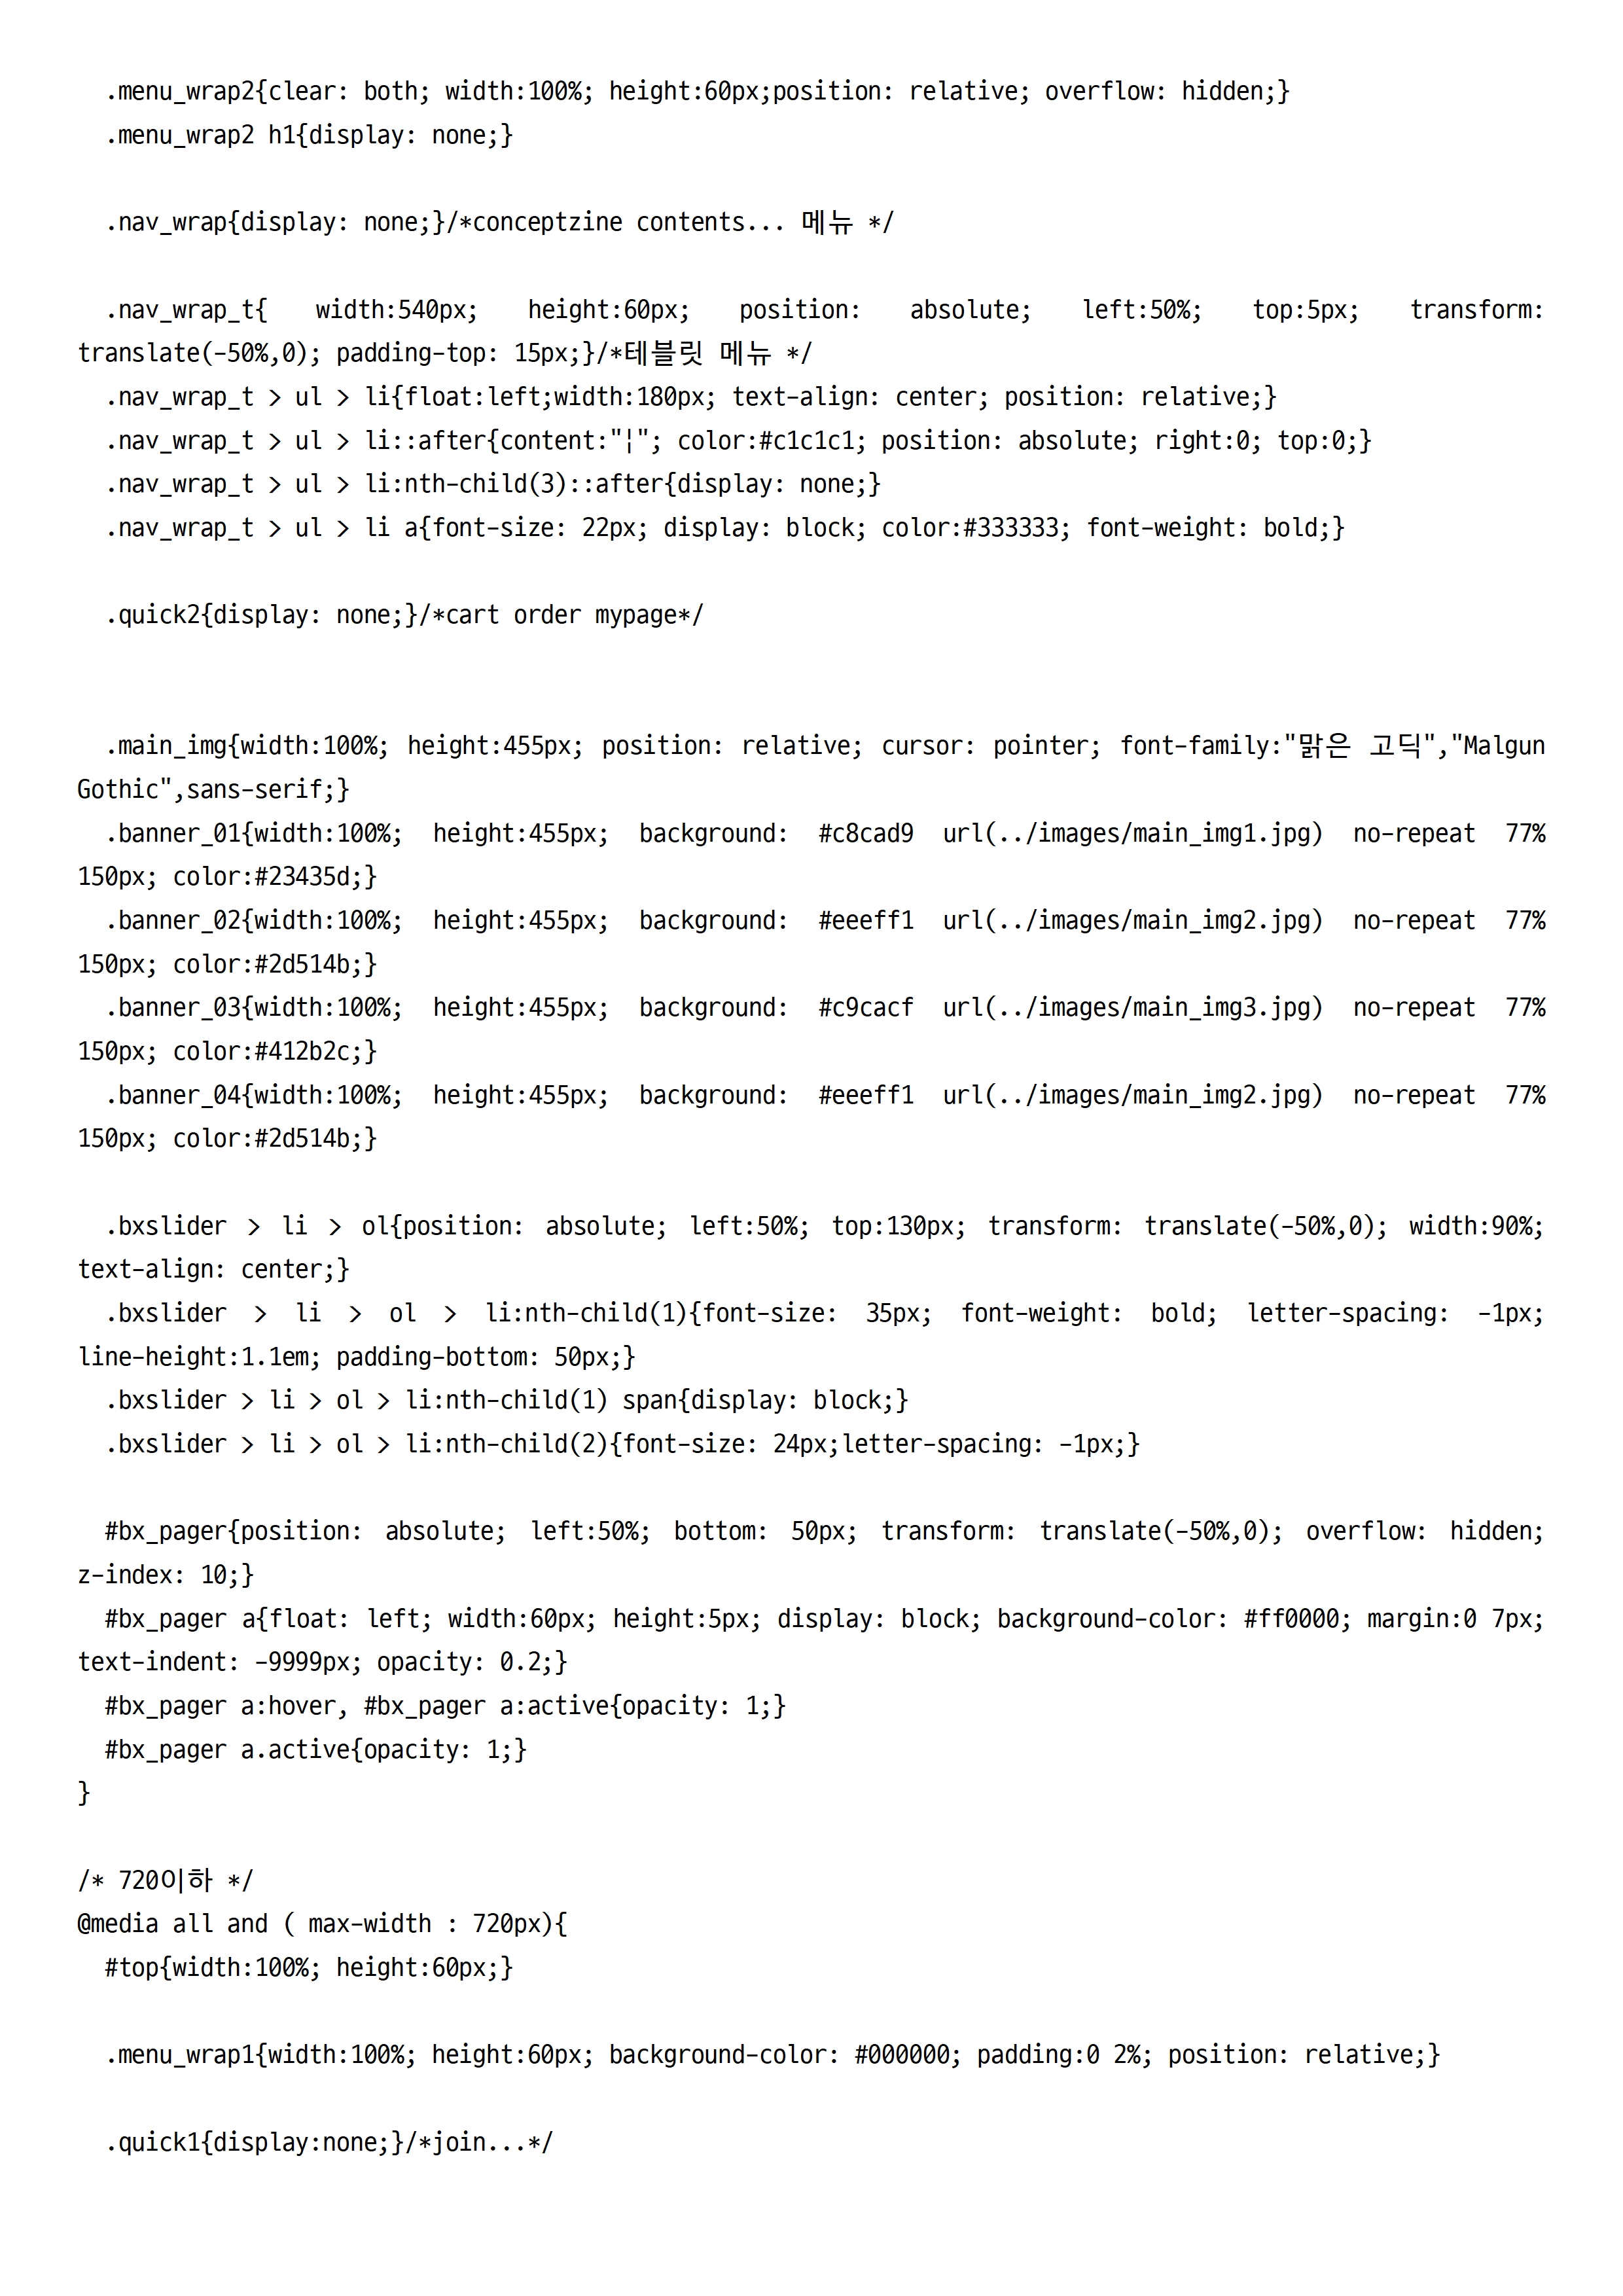 .menu_wrap2{clear: both; width:100%; height:60px;position: relative; overflow: hidden;}
.menu_wrap2 h1{display: none;}
.nav_wrap{display: none;}/*conceptzine contents... 메뉴 */
.nav_wrap_t{ width:540px; height:60px; position: absolute; left:50%; top:5px; transform:
translate(-50%,0); padding-top: 15px;}/*테블릿 메뉴 */
.nav_wrap_t > ul > li{float:left;width:180px; text-align: center; position: relative;}
.nav_wrap_t > ul > li::after{content:"¦"; color:#c1c1c1; position: absolute; right:0; top:0;}
.nav_wrap_t > ul > li:nth-child(3)::after{display: none;}
.nav_wrap_t > ul > li a{font-size: 22px; display: block; color:#333333; font-weight: bold;}
.quick2{display: none;}/*cart order mypage*/
.main_img{width:100%; height:455px; position: relative; cursor: pointer; font-family:"맑은 고딕","Malgun
Gothic",sans-serif;}
.banner_01{width:100%; height:455px; background: #c8cad9 url(../images/main_img1.jpg) no-repeat 77%
150px; color:#23435d;}
.banner_02{width:100%; height:455px; background: #eeeff1 url(../images/main_img2.jpg) no-repeat 77%
150px; color:#2d514b;}
.banner_03{width:100%; height:455px; background: #c9cacf url(../images/main_img3.jpg) no-repeat 77%
150px; color:#412b2c;}
.banner_04{width:100%; height:455px; background: #eeeff1 url(../images/main_img2.jpg) no-repeat 77%
150px; color:#2d514b;}
.bxslider > li > ol{position: absolute; left:50%; top:130px; transform: translate(-50%,0); width:90%;
text-align: center;}
.bxslider > li > ol > li:nth-child(1){font-size: 35px; font-weight: bold; letter-spacing: -1px;
line-height:1.1em; padding-bottom: 50px;}
.bxslider > li > ol > li:nth-child(1) span{display: block;}
.bxslider > li > ol > li:nth-child(2){font-size: 24px;letter-spacing: -1px;}
#bx_pager{position: absolute; left:50%; bottom: 50px; transform: translate(-50%,0); overflow: hidden;
z-index: 10;}
#bx_pager a{float: left; width:60px; height:5px; display: block; background-color: #ff0000; margin:0 7px;
text-indent: -9999px; opacity: 0.2;}
#bx_pager a:hover, #bx_pager a:active{opacity: 1;}
#bx_pager a.active{opacity: 1;}
}
/* 720이하 */
@media all and ( max-width : 720px){
#top{width:100%; height:60px;}
.menu_wrap1{width:100%; height:60px; background-color: #000000; padding:0 2%; position: relative;}
.quick1{display:none;}/*join...*/